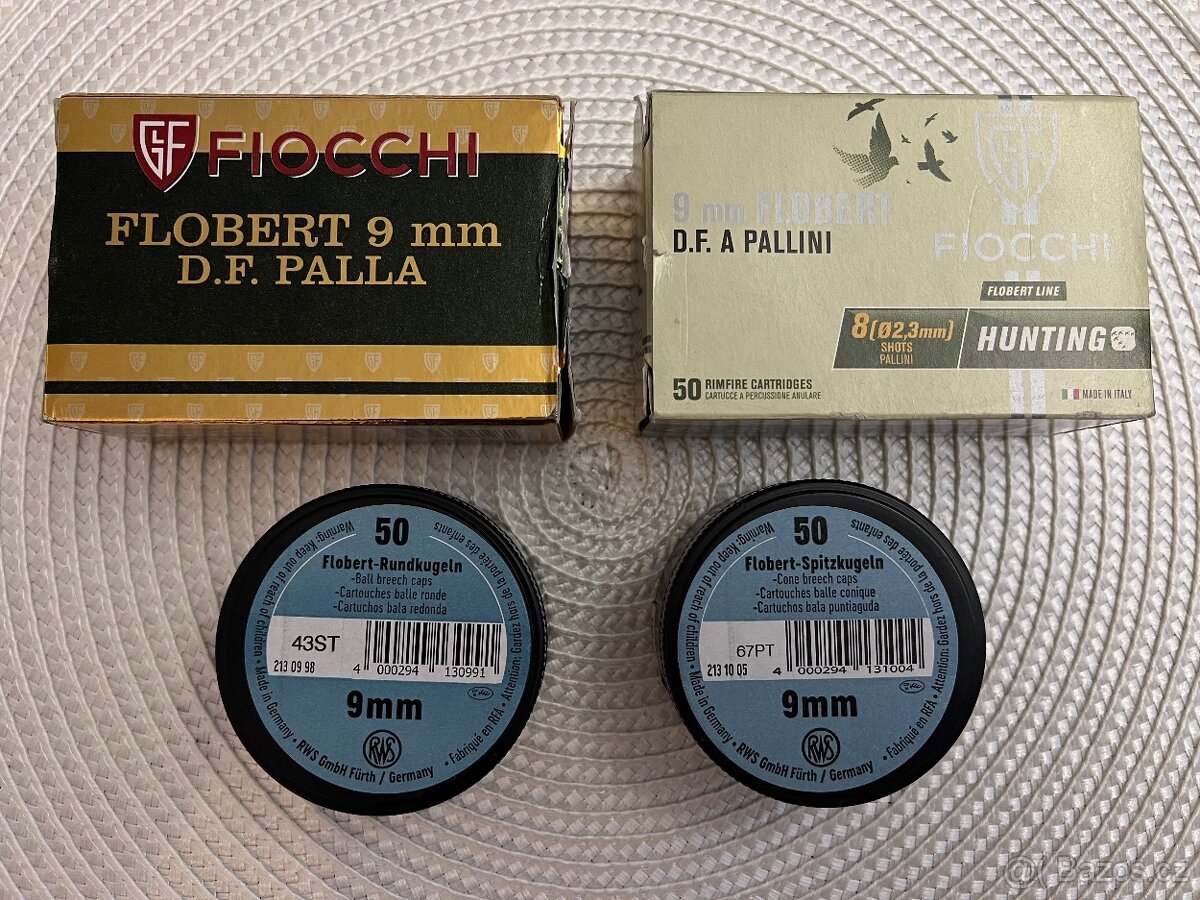 GF FIOCCHI
FLOBERT 9 mm
D.F. PALLA
9 mm FLOBERT
D.F. A PALLINI
GF
FIOCCHI
FLOBERT LINE
8(Ø2,3mm)
SHOTS
PALLINI
HUNTING
50 RIMFIRE CARTRIDGES
CARTUCCE A PERCUSSIONE ANULARE
MADE IN ITALY
50
Flobert-Rundkugeln
-Ball breech caps
-Cartouches balle ronde
-Cartuchos bala redonda
43ST
213 09 98
4 000294 130991
9mm
RWS
Warning: Keep out of reach of children • Made in Germany • RWS GmbH Fürth / Germany • Fabriqué en RFA • Attention: Gardez hors de la portée des enfants
50
Flobert-Spitzkugeln
-Cone breech caps
-Cartouches balle conique
-Cartuchos bala puntiaguda
67PT
213 10 05
4 000294 131004
9mm
RWS
Warning: Keep out of reach of children • Made in Germany • RWS GmbH Fürth / Germany • Fabriqué en RFA • Attention: Gardez hors de la portée des enfants
Bazos.cz